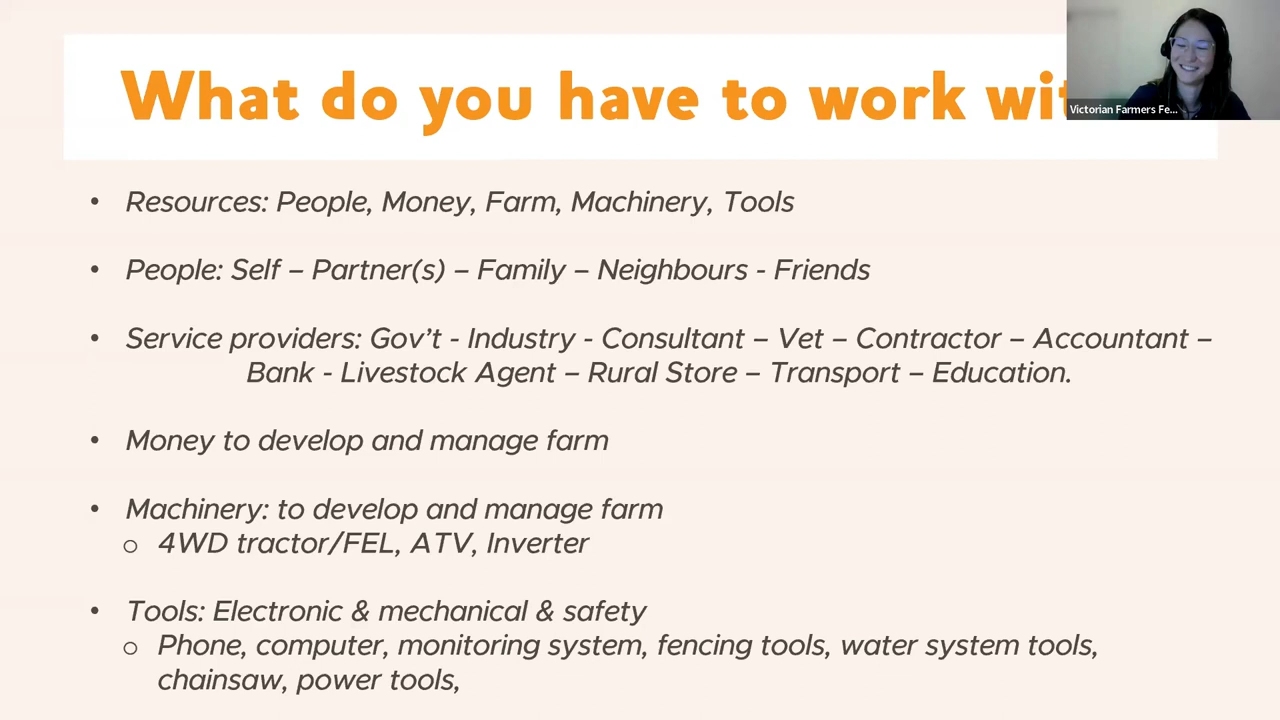 What do you have to work wit
Victorian Farmers Fe...
• Resources: People, Money, Farm, Machinery, Tools
• People: Self – Partner(s) – Family – Neighbours - Friends
• Service providers: Gov’t - Industry - Consultant – Vet – Contractor – Accountant –
Bank - Livestock Agent – Rural Store – Transport – Education.
• Money to develop and manage farm
• Machinery: to develop and manage farm
o 4WD tractor/FEL, ATV, Inverter
• Tools: Electronic & mechanical & safety
o Phone, computer, monitoring system, fencing tools, water system tools,
chainsaw, power tools,